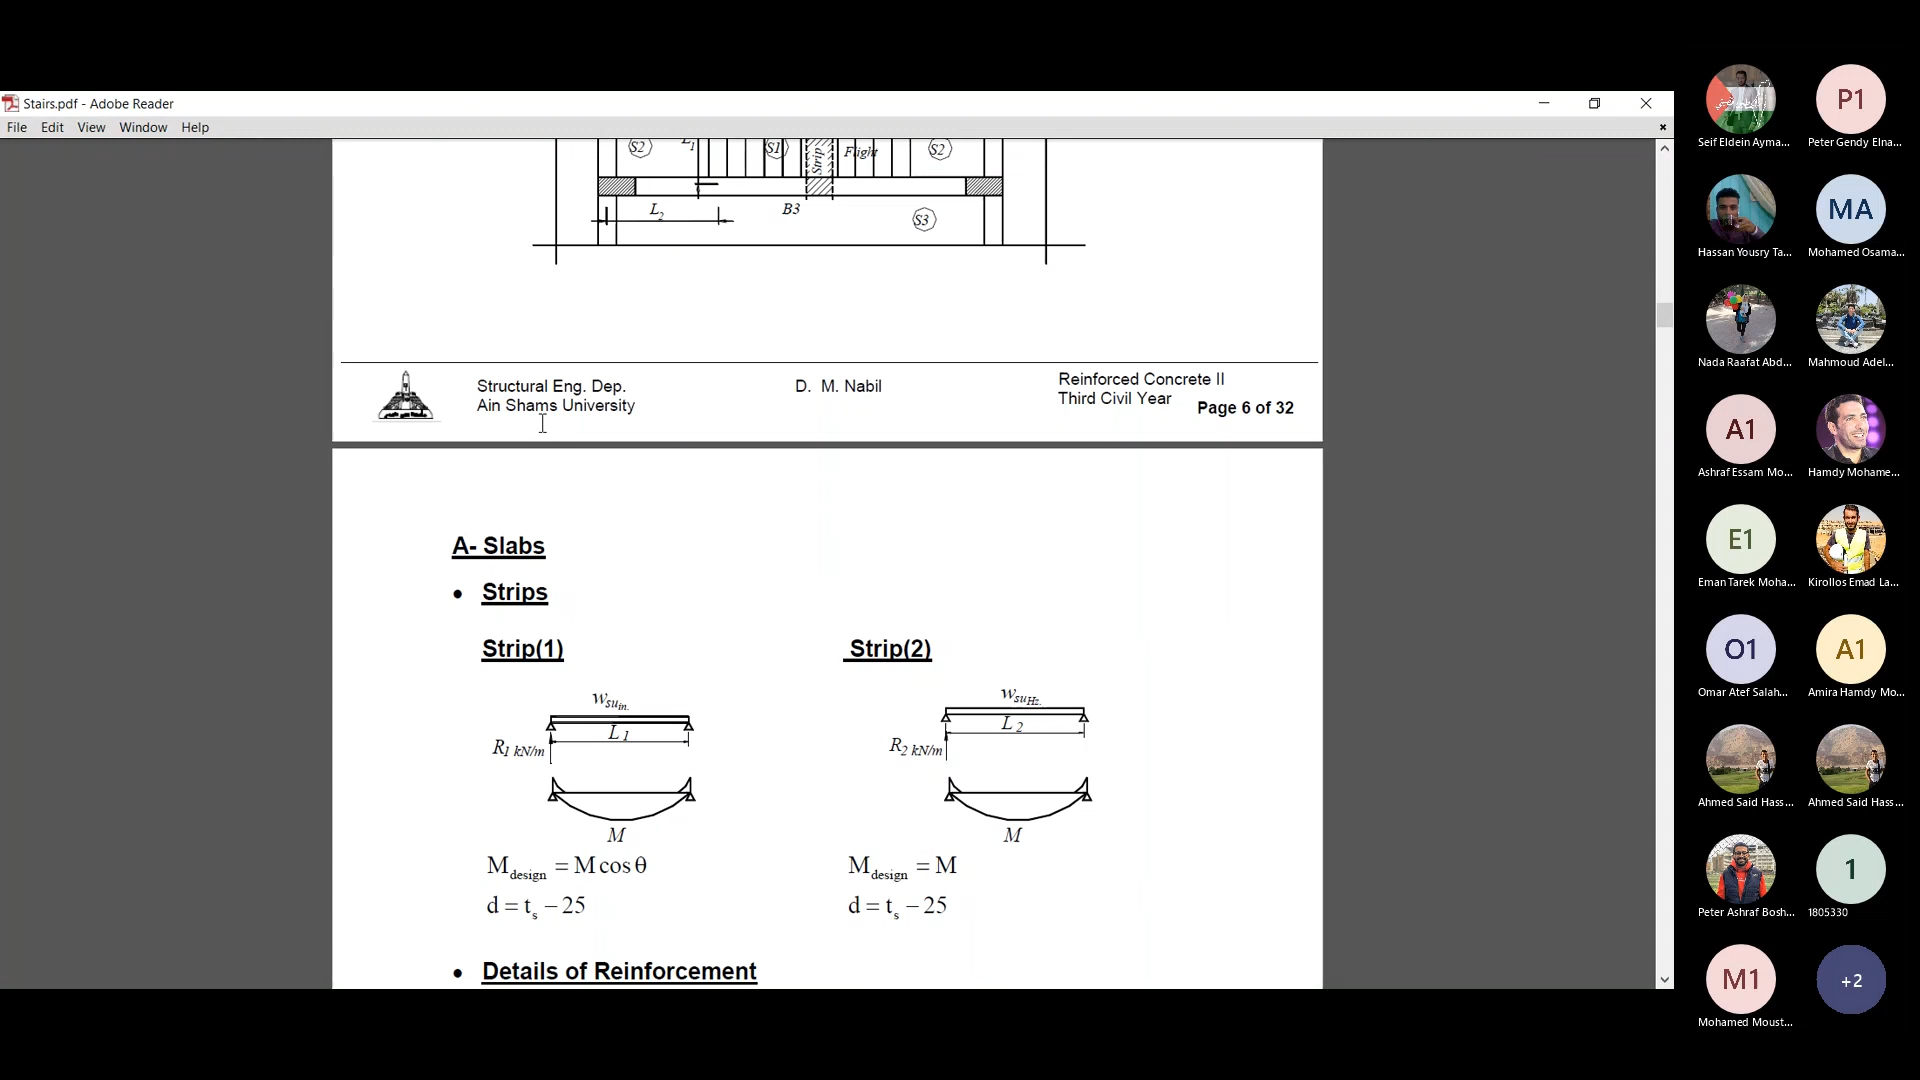 Stairs.pdf - Adobe Reader
File Edit View Window Help
S2 L1 S1 Strip Flight S2
L2 B3 S3
Structural Eng. Dep.
Ain Shams University
D. M. Nabil
Reinforced Concrete II
Third Civil Year
Page 6 of 32
A- Slabs
• Strips
Strip(1) Strip(2)
wsuin. wsuHz.
L1 L2
R1 kN/m R2 kN/m
M M
Mdesign = M cos θ Mdesign = M
d = ts − 25 d = ts − 25
• Details of Reinforcement
P1
Seif Eldein Ayma... Peter Gendy Elna...
MA
Hassan Yousry Ta... Mohamed Osama...
Nada Raafat Abd... Mahmoud Adel...
A1
Ashraf Essam Mo... Hamdy Mohame...
E1
Eman Tarek Moha... Kirollos Emad La...
O1 A1
Omar Atef Salah... Amira Hamdy Mo...
Ahmed Said Hass... Ahmed Said Hass...
1
Peter Ashraf Bosh... 1805330
M1 +2
Mohamed Moust...